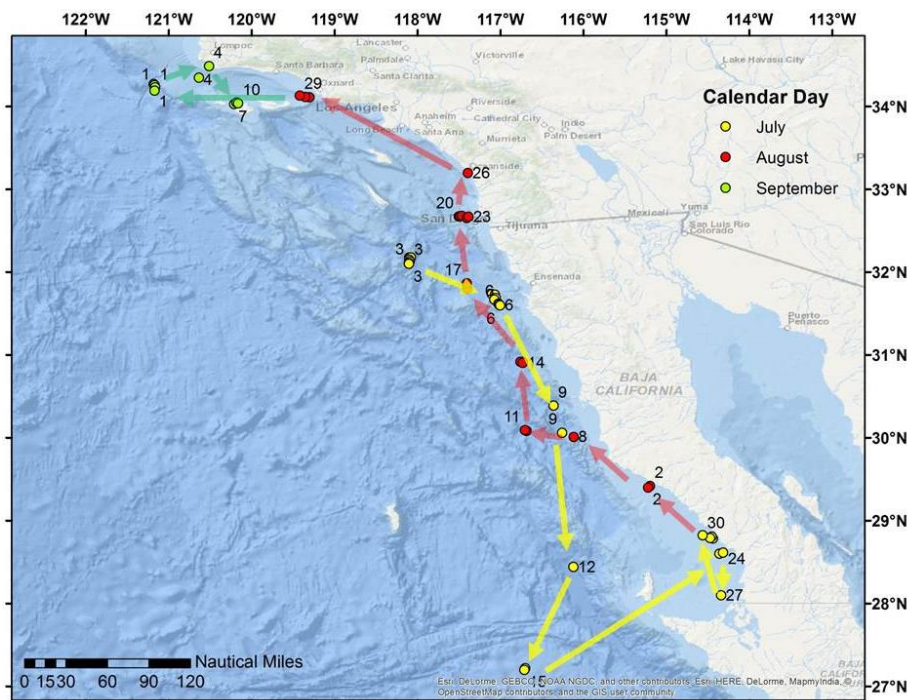 122°W 121°W 120°W 118°W 117°W 116°W 115°W 114°W 113°W
Lompoc
Lancaster
Santa Barbara
Palmdale
Victorville
Lake Havasu City
Santa Clarita
Oxnard
Los Angeles
Riverside
Anaheim
Cathedral City
Indio
Long Beach
Santa Ana
Murrieta
Palm Desert
Oceanside
Calendar Day
July
August
September
34°N
33°N
32°N
31°N
30°N
29°N
28°N
27°N
San Diego
Tijuana
Mexicali
Yuma
San Luis Rio
Colorado
Ensenada
Puerto
Peñasco
BAJA
CALIFORNIA
1 1
1
4
4
10
7
29
26
20
23
3 3
3
17
6
6
6
14
9
9
11
8
2
2
30
24
27
12
15
Nautical Miles
0 15 30 60 90 120
BAJA
Esri, DeLorme, GEBCO, NOAA NGDC, and other contributors, Esri, HERE, DeLorme, MapmyIndia, ©
OpenStreetMap contributors, and the GIS user community